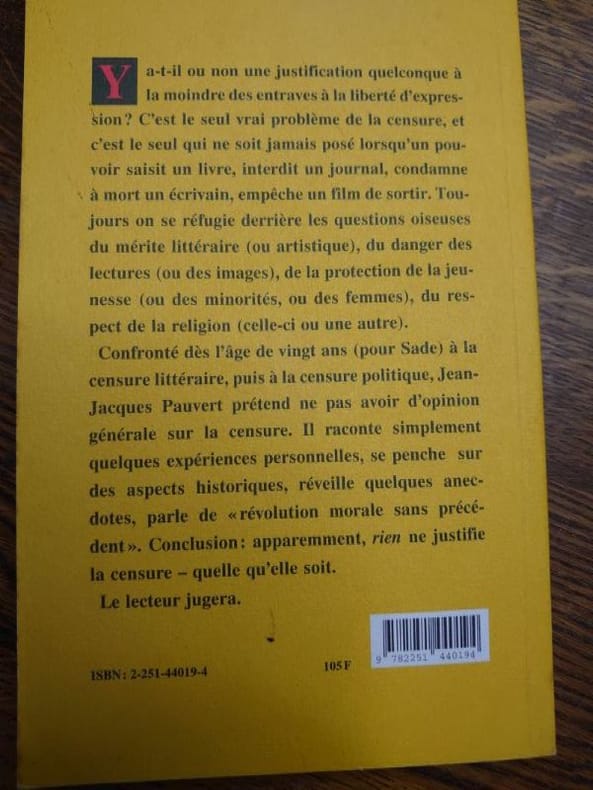 Y a-t-il ou non une justification quelconque à
la moindre des entraves à la liberté d'expres-
sion ? C'est le seul vrai problème de la censure, et
c'est le seul qui ne soit jamais posé lorsqu'un pou-
voir saisit un livre, interdit un journal, condamne
à mort un écrivain, empêche un film de sortir. Tou-
jours on se réfugie derrière les questions oiseuses
du mérite littéraire (ou artistique), du danger des
lectures (ou des images), de la protection de la jeu-
nesse (ou des minorités, ou des femmes), du res-
pect de la religion (celle-ci ou une autre).
Confronté dès l'âge de vingt ans (pour Sade) à la
censure littéraire, puis à la censure politique, Jean-
Jacques Pauvert prétend ne pas avoir d'opinion
générale sur la censure. Il raconte simplement
quelques expériences personnelles, se penche sur
des aspects historiques, réveille quelques anec-
dotes, parle de « révolution morale sans précé-
dent ». Conclusion : apparemment, rien ne justifie
la censure – quelle qu'elle soit.
Le lecteur jugera.
ISBN : 2-251-44019-4
105 F
9 782251 440194